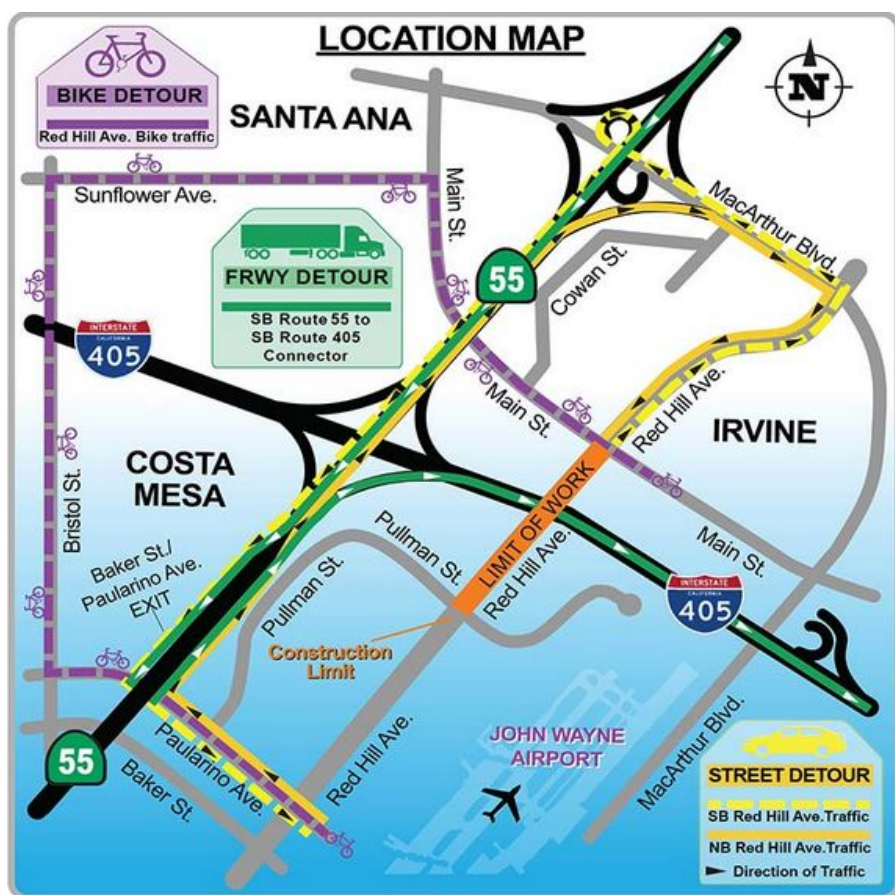 LOCATION MAP
BIKE DETOUR
Red Hill Ave. Bike traffic
SANTA ANA
N
Sunflower Ave.
Main St.
MacArthur Blvd.
FRWY DETOUR
SB Route 55 to
SB Route 405
Connector
55
Cowan St.
INTERSTATE
CALIFORNIA
405
Main St.
Red Hill Ave.
IRVINE
COSTA
MESA
Bristol St.
LIMIT OF WORK
Red Hill Ave.
Main St.
Baker St./
Paularino Ave.
EXIT
Pullman St.
Pullman St.
INTERSTATE
CALIFORNIA
405
Construction
Limit
55
Paularino Ave.
Baker St.
Red Hill Ave.
JOHN WAYNE
AIRPORT
MacArthur Blvd.
STREET DETOUR
SB Red Hill Ave.Traffic
NB Red Hill Ave.Traffic
Direction of Traffic